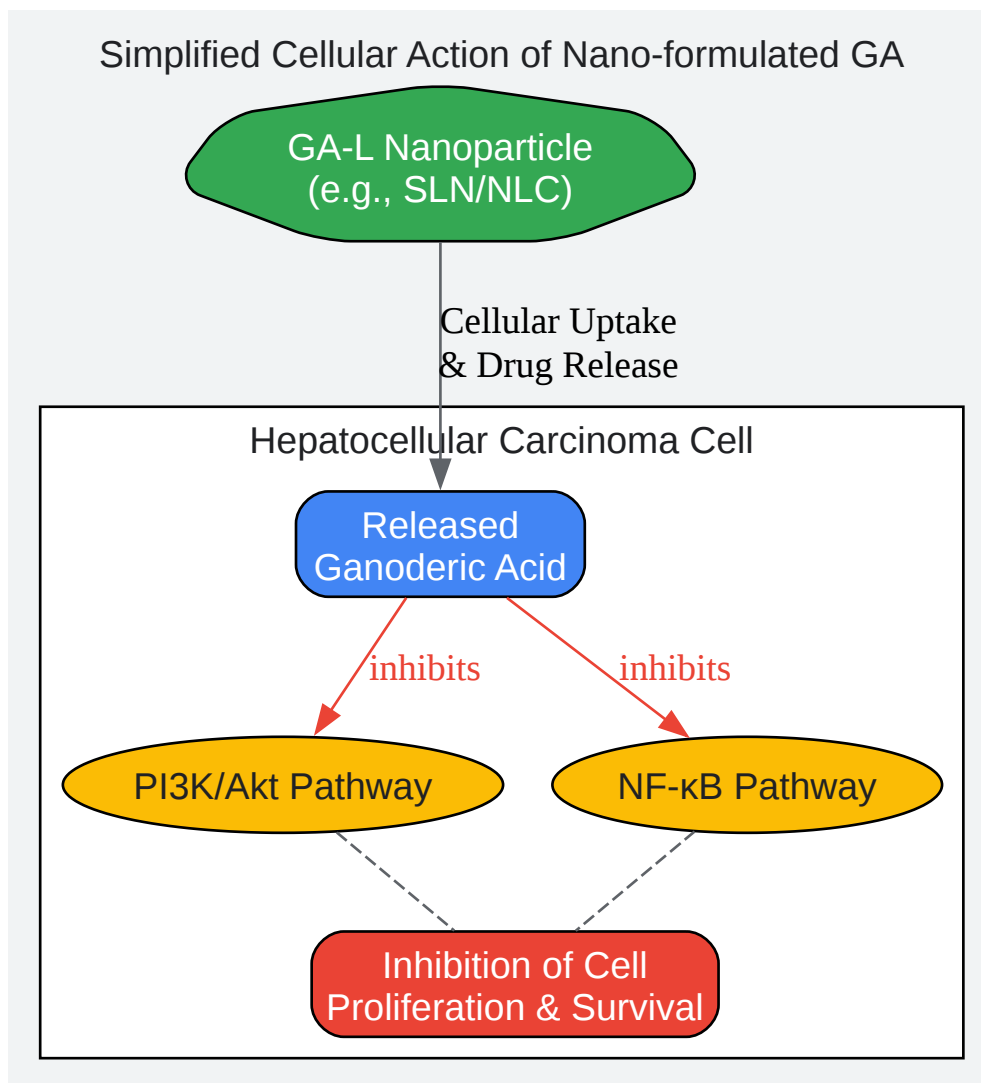 Simplified Cellular Action of Nano-formulated GA
GA-L Nanoparticle
(e.g., SLN/NLC)
Cellular Uptake
& Drug Release
Hepatocellular Carcinoma Cell
Released
Ganoderic Acid
inhibits
inhibits
PI3K/Akt Pathway
NF-κB Pathway
Inhibition of Cell
Proliferation & Survival